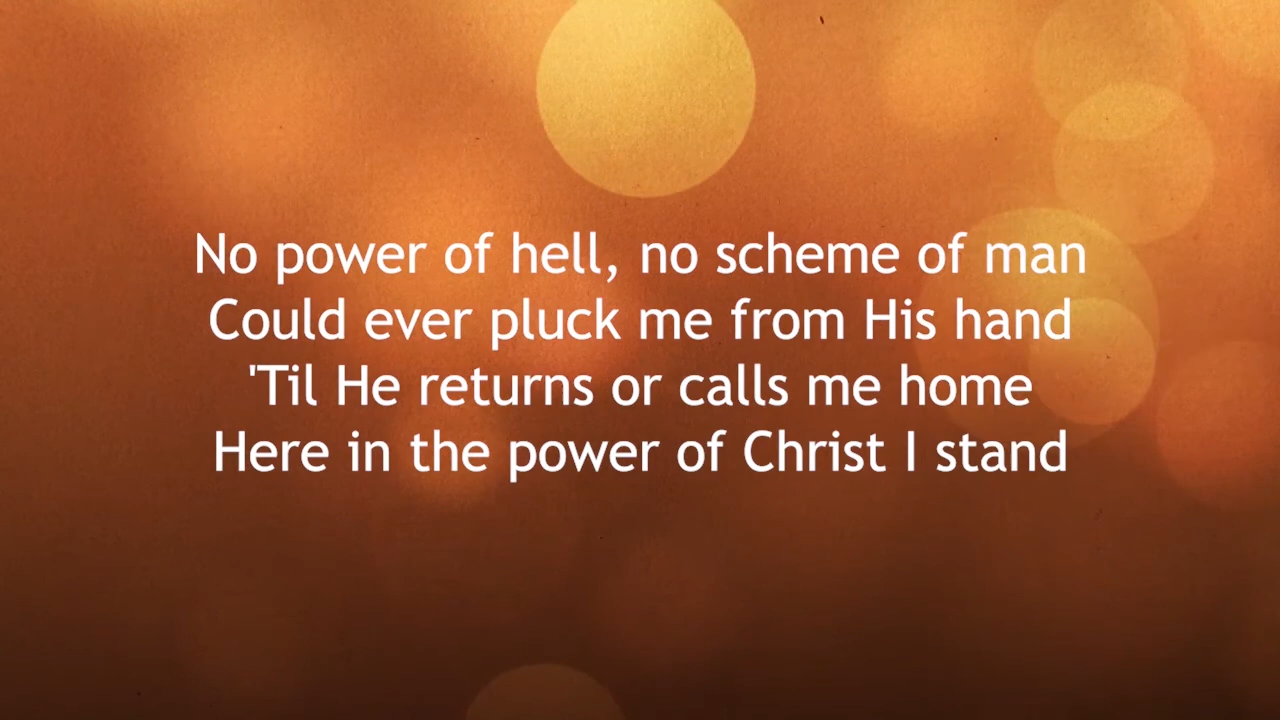 No power of hell, no scheme of man
Could ever pluck me from His hand
'Til He returns or calls me home
Here in the power of Christ I stand